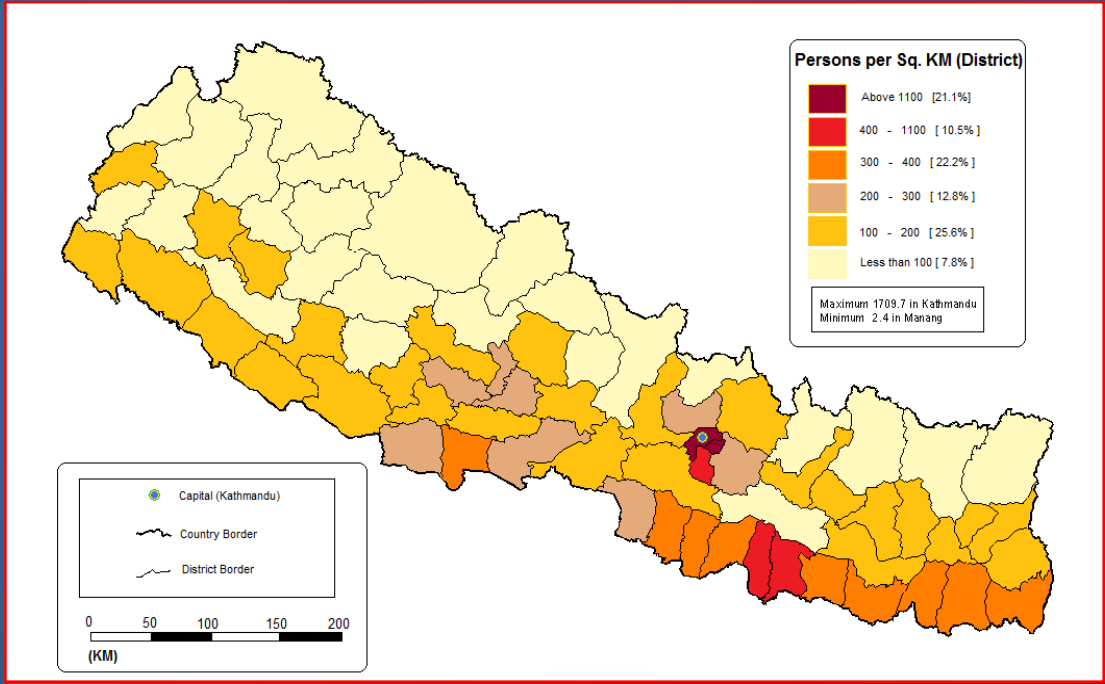 Persons per Sq. KM (District)
Above 1100 [21.1%]
400 - 1100 [ 10.5% ]
300 - 400 [ 22.2% ]
200 - 300 [ 12.8% ]
100 - 200 [ 25.6% ]
Less than 100 [ 7.8% ]
Maximum 1709.7 in Kathmandu
Minimum 2.4 in Manang
Capital (Kathmandu)
Country Border
District Border
0 50 100 150 200
(KM)